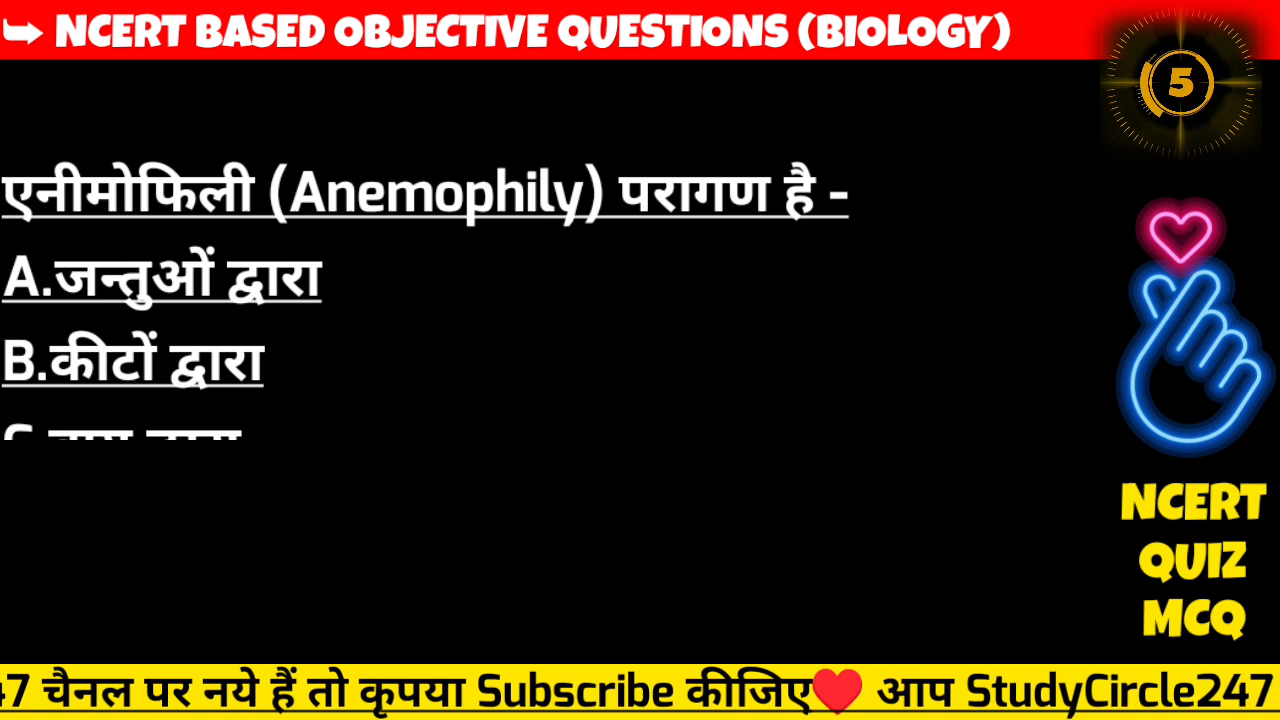 ➥ NCERT BASED OBJECTIVE QUESTIONS (BIOLOGY)
5
एनीमोफिली (Anemophily) परागण है -
A.जन्तुओं द्वारा
B.कीटों द्वारा
NCERT
QUIZ
MCQ
47 चैनल पर नये हैं तो कृपया Subscribe कीजिए❤️ आप StudyCircle247